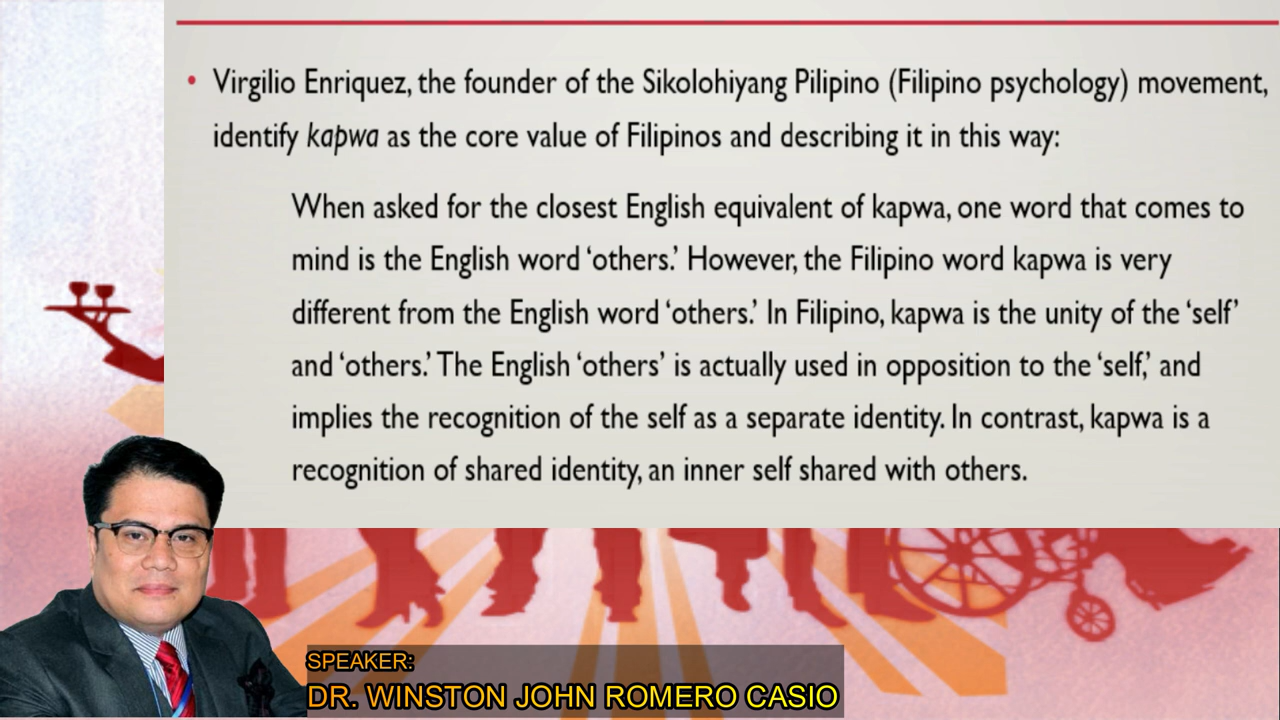 • Virgilio Enriquez, the founder of the Sikolohiyang Pilipino (Filipino psychology) movement,
identify kapwa as the core value of Filipinos and describing it in this way:
When asked for the closest English equivalent of kapwa, one word that comes to
mind is the English word ‘others.’ However, the Filipino word kapwa is very
different from the English word ‘others.’ In Filipino, kapwa is the unity of the ‘self’
and ‘others.’ The English ‘others’ is actually used in opposition to the ‘self,’ and
implies the recognition of the self as a separate identity. In contrast, kapwa is a
recognition of shared identity, an inner self shared with others.
SPEAKER:
DR. WINSTON JOHN ROMERO CASIO